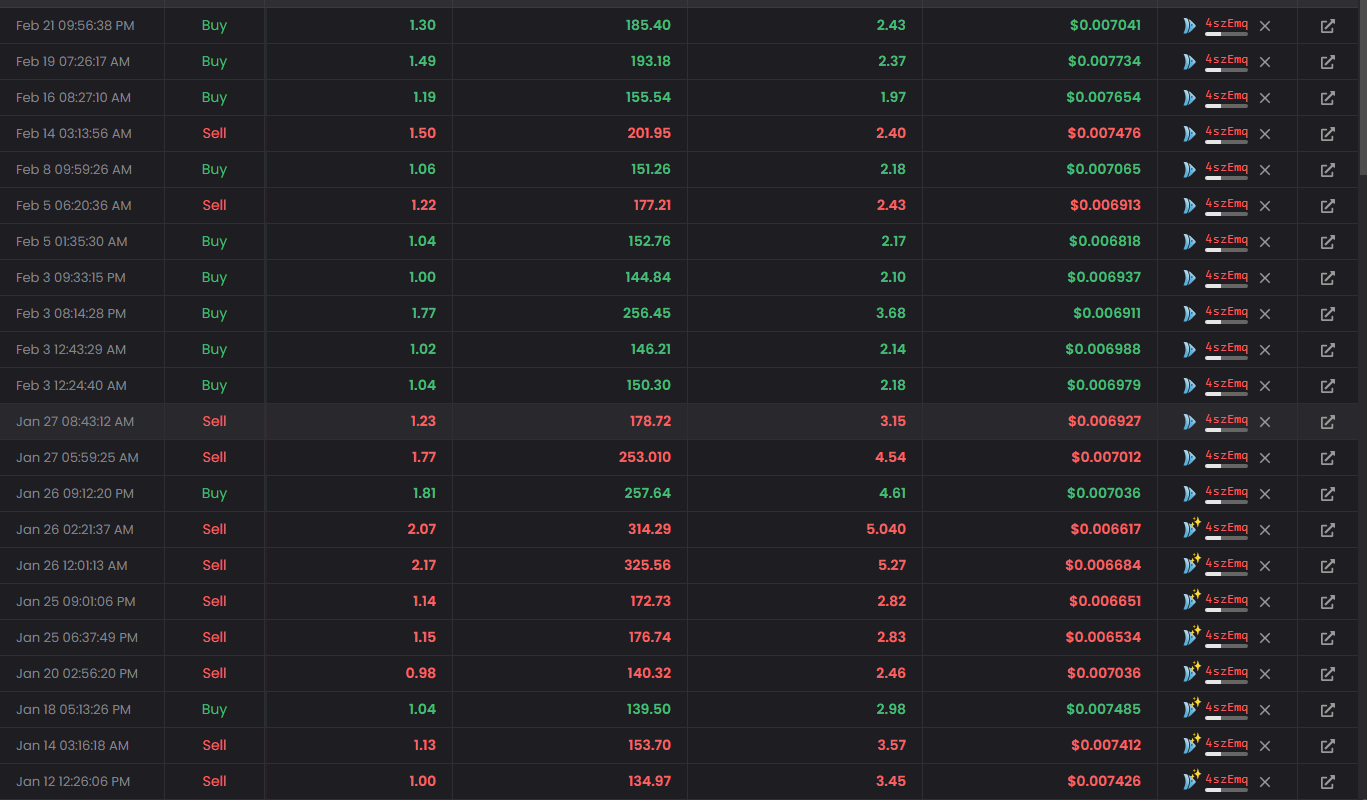 Feb 21 09:56:38 PM Buy 1.30 185.40 2.43 $0.007041 4szEmq
Feb 19 07:26:17 AM Buy 1.49 193.18 2.37 $0.007734 4szEmq
Feb 16 08:27:10 AM Buy 1.19 155.54 1.97 $0.007654 4szEmq
Feb 14 03:13:56 AM Sell 1.50 201.95 2.40 $0.007476 4szEmq
Feb 8 09:59:26 AM Buy 1.06 151.26 2.18 $0.007065 4szEmq
Feb 5 06:20:36 AM Sell 1.22 177.21 2.43 $0.006913 4szEmq
Feb 5 01:35:30 AM Buy 1.04 152.76 2.17 $0.006818 4szEmq
Feb 3 09:33:15 PM Buy 1.00 144.84 2.10 $0.006937 4szEmq
Feb 3 08:14:28 PM Buy 1.77 256.45 3.68 $0.006911 4szEmq
Feb 3 12:43:29 AM Buy 1.02 146.21 2.14 $0.006988 4szEmq
Feb 3 12:24:40 AM Buy 1.04 150.30 2.18 $0.006979 4szEmq
Jan 27 08:43:12 AM Sell 1.23 178.72 3.15 $0.006927 4szEmq
Jan 27 05:59:25 AM Sell 1.77 253.010 4.54 $0.007012 4szEmq
Jan 26 09:12:20 PM Buy 1.81 257.64 4.61 $0.007036 4szEmq
Jan 26 02:21:37 AM Sell 2.07 314.29 5.040 $0.006617 4szEmq
Jan 26 12:01:13 AM Sell 2.17 325.56 5.27 $0.006684 4szEmq
Jan 25 09:01:06 PM Sell 1.14 172.73 2.82 $0.006651 4szEmq
Jan 25 06:37:49 PM Sell 1.15 176.74 2.83 $0.006534 4szEmq
Jan 20 02:56:20 PM Sell 0.98 140.32 2.46 $0.007036 4szEmq
Jan 18 05:13:26 PM Buy 1.04 139.50 2.98 $0.007485 4szEmq
Jan 14 03:16:18 AM Sell 1.13 153.70 3.57 $0.007412 4szEmq
Jan 12 12:26:06 PM Sell 1.00 134.97 3.45 $0.007426 4szEmq